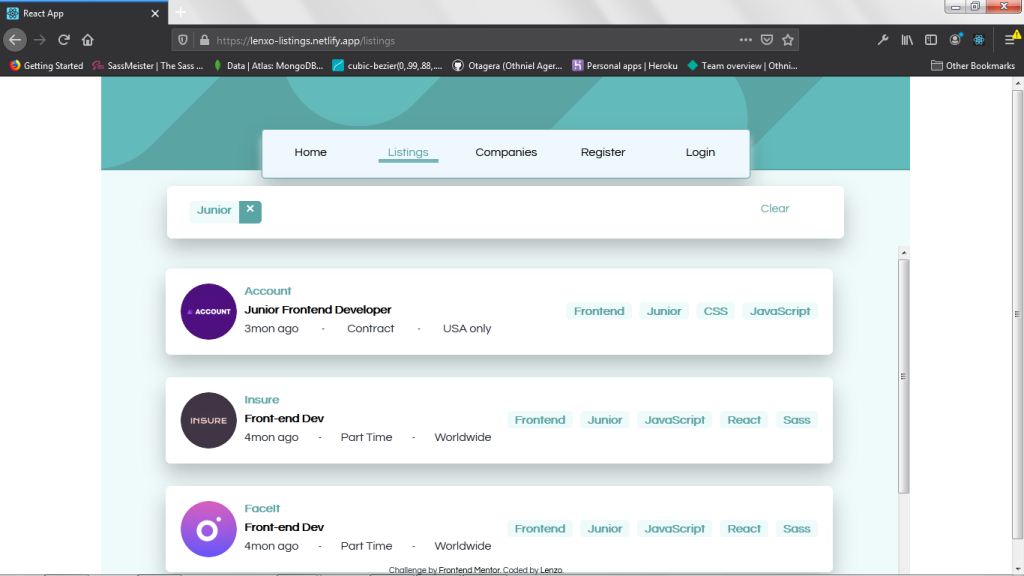 React App
https://lenxo-listings.netlify.app/listings
Getting Started SassMeister | The Sass ... Data | Atlas: MongoDB... cubic-bezier(0,.99,.88,.... Otagera (Othniel Ager... Personal apps | Heroku Team overview | Othni... Other Bookmarks
Home Listings Companies Register Login
Junior × Clear
Account
ACCOUNT
Junior Frontend Developer
3mon ago - Contract - USA only
Frontend Junior CSS JavaScript
Insure
INSURE
Front-end Dev
4mon ago - Part Time - Worldwide
Frontend Junior JavaScript React Sass
FaceIt
Front-end Dev
4mon ago - Part Time - Worldwide
Frontend Junior JavaScript React Sass
Challenge by Frontend Mentor. Coded by Lenzo.